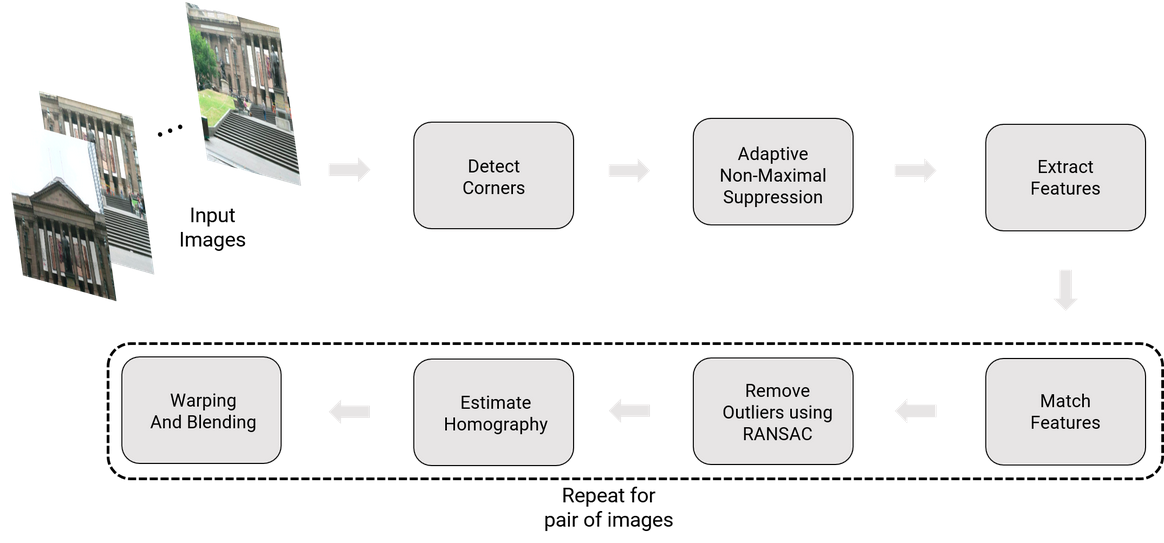 Input
Images
Detect
Corners
Adaptive
Non-Maximal
Suppression
Extract
Features
Match
Features
Remove
Outliers using
RANSAC
Estimate
Homography
Warping
And Blending
Repeat for
pair of images